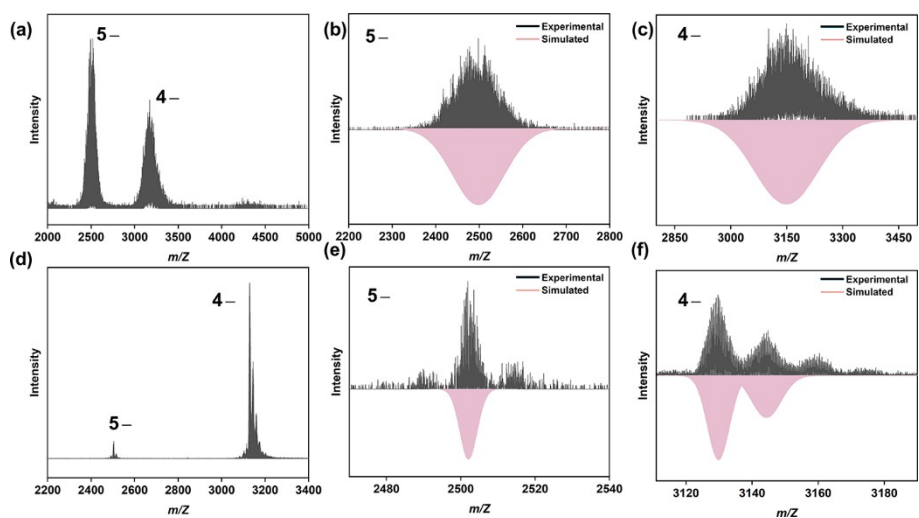 (a)
5–
4–
Intensity
2000 2500 3000 3500 4000 4500 5000
m/Z
(b)
5–
Experimental
Simulated
Intensity
2200 2300 2400 2500 2600 2700 2800
m/Z
(c)
4–
Experimental
Simulated
Intensity
2850 3000 3150 3300 3450
m/Z
(d)
4–
5–
Intensity
2200 2400 2600 2800 3000 3200 3400
m/Z
(e)
5–
Experimental
Simulated
Intensity
2480 2500 2520 2540
m/Z
(f)
4–
Experimental
Simulated
Intensity
3120 3140 3160 3180
m/Z